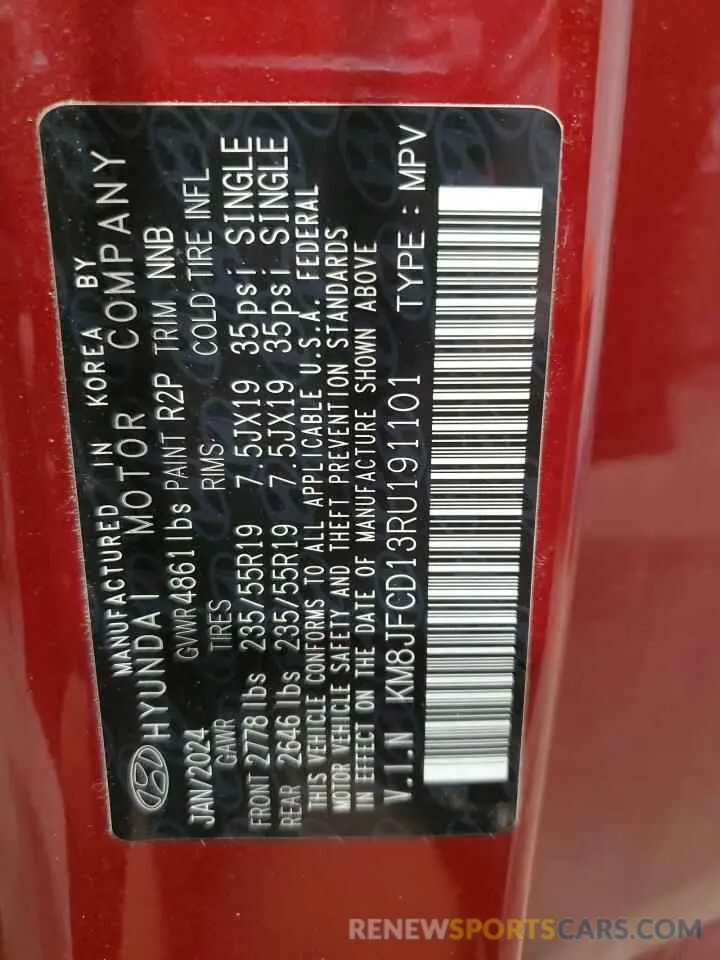 MANUFACTURED IN KOREA BY
HYUNDAI MOTOR COMPANY
GVWR 4861 lbs PAINT R2P TRIM NNB
JAN/2024
GAWR TIRES RIMS COLD TIRE INFL
FRONT 2778 lbs 235/55R19 7.5JX19 35psi SINGLE
REAR 2646 lbs 235/55R19 7.5JX19 35psi SINGLE
THIS VEHICLE CONFORMS TO ALL APPLICABLE U.S.A. FEDERAL
MOTOR VEHICLE SAFETY AND THEFT PREVENTION STANDARDS
IN EFFECT ON THE DATE OF MANUFACTURE SHOWN ABOVE
V.I.N KM8JFCD13RU191101 TYPE : MPV
RENEWSPORTSCARS.COM